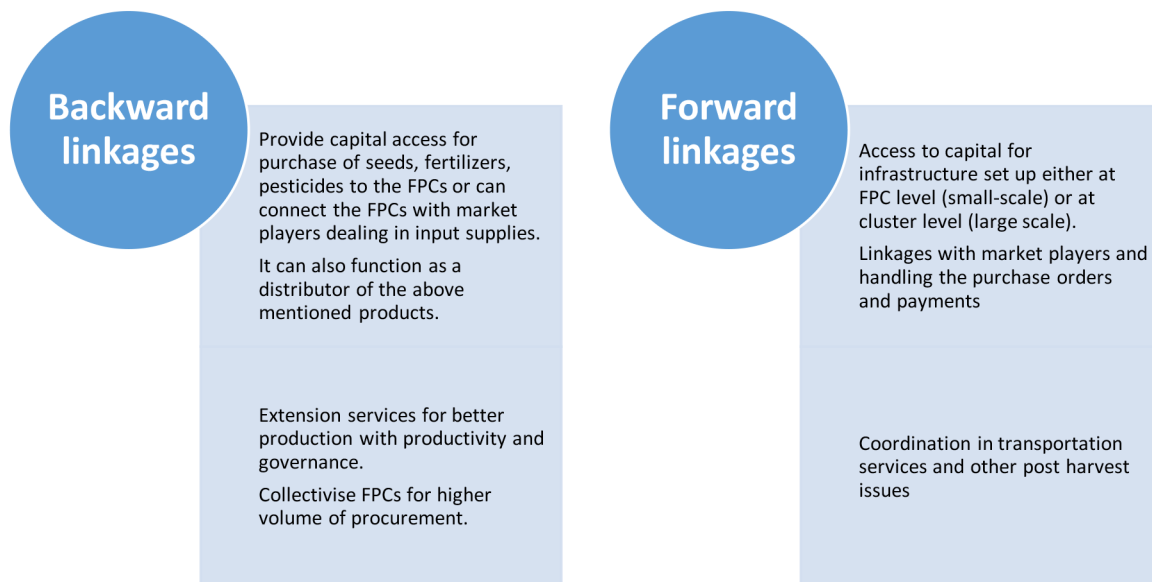 Backward
linkages
Provide capital access for
purchase of seeds, fertilizers,
pesticides to the FPCs or can
connect the FPCs with market
players dealing in input supplies.
It can also function as a
distributor of the above
mentioned products.
Extension services for better
production with productivity and
governance.
Collectivise FPCs for higher
volume of procurement.
Forward
linkages
Access to capital for
infrastructure set up either at
FPC level (small-scale) or at
cluster level (large scale).
Linkages with market players and
handling the purchase orders
and payments
Coordination in transportation
services and other post harvest
issues